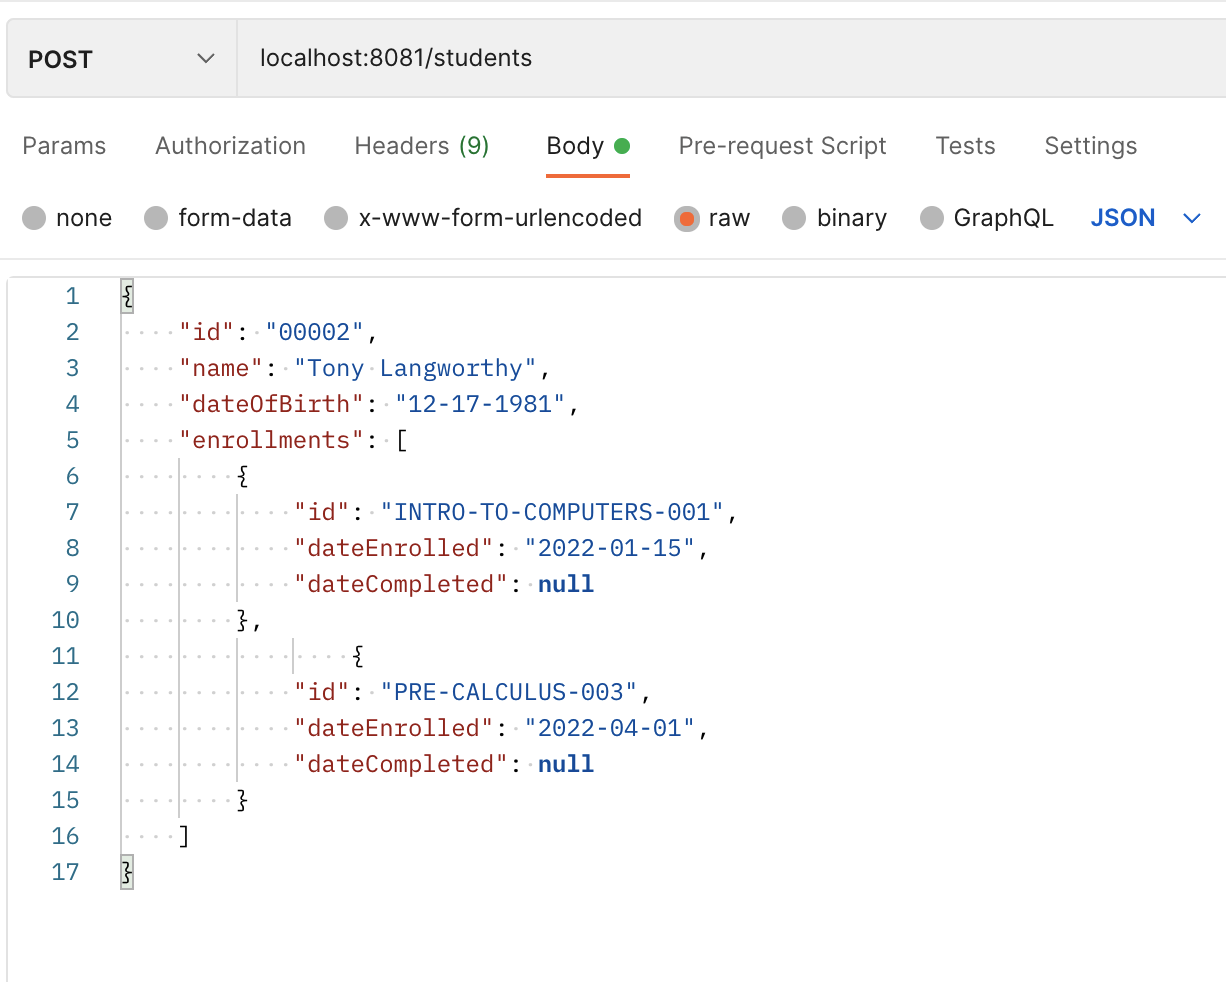 POST localhost:8081/students
Params Authorization Headers (9) Body Pre-request Script Tests Settings
none form-data x-www-form-urlencoded raw binary GraphQL JSON
1 {
2     "id": "00002",
3     "name": "Tony Langworthy",
4     "dateOfBirth": "12-17-1981",
5     "enrollments": [
6         {
7             "id": "INTRO-TO-COMPUTERS-001",
8             "dateEnrolled": "2022-01-15",
9             "dateCompleted": null
10         },
11                 {
12             "id": "PRE-CALCULUS-003",
13             "dateEnrolled": "2022-04-01",
14             "dateCompleted": null
15         }
16     ]
17 }